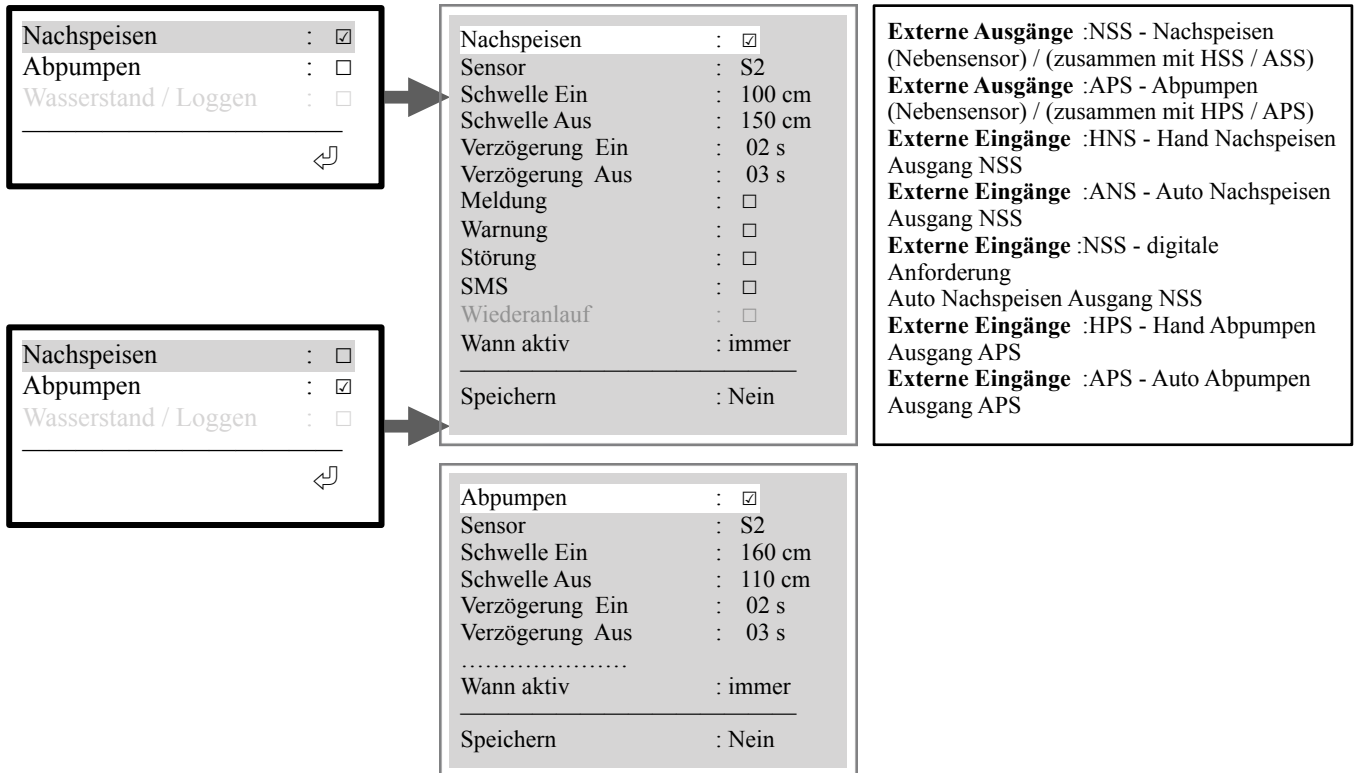 Nachspeisen : ☑
Abpumpen : ☐
Wasserstand / Loggen : ☐
Nachspeisen : ☑
Sensor : S2
Schwelle Ein : 100 cm
Schwelle Aus : 150 cm
Verzögerung Ein : 02 s
Verzögerung Aus : 03 s
Meldung : ☐
Warnung : ☐
Störung : ☐
SMS : ☐
Wiederanlauf : ☐
Wann aktiv : immer
Speichern : Nein
Externe Ausgänge :NSS - Nachspeisen
(Nebensensor) / (zusammen mit HSS / ASS)
Externe Ausgänge :APS - Abpumpen
(Nebensensor) / (zusammen mit HPS / APS)
Externe Eingänge :HNS - Hand Nachspeisen
Ausgang NSS
Externe Eingänge :ANS - Auto Nachspeisen
Ausgang NSS
Externe Eingänge :NSS - digitale
Anforderung
Auto Nachspeisen Ausgang NSS
Externe Eingänge :HPS - Hand Abpumpen
Ausgang APS
Externe Eingänge :APS - Auto Abpumpen
Ausgang APS
Nachspeisen : ☐
Abpumpen : ☑
Wasserstand / Loggen : ☐
Abpumpen : ☑
Sensor : S2
Schwelle Ein : 160 cm
Schwelle Aus : 110 cm
Verzögerung Ein : 02 s
Verzögerung Aus : 03 s
…………………
Wann aktiv : immer
Speichern : Nein